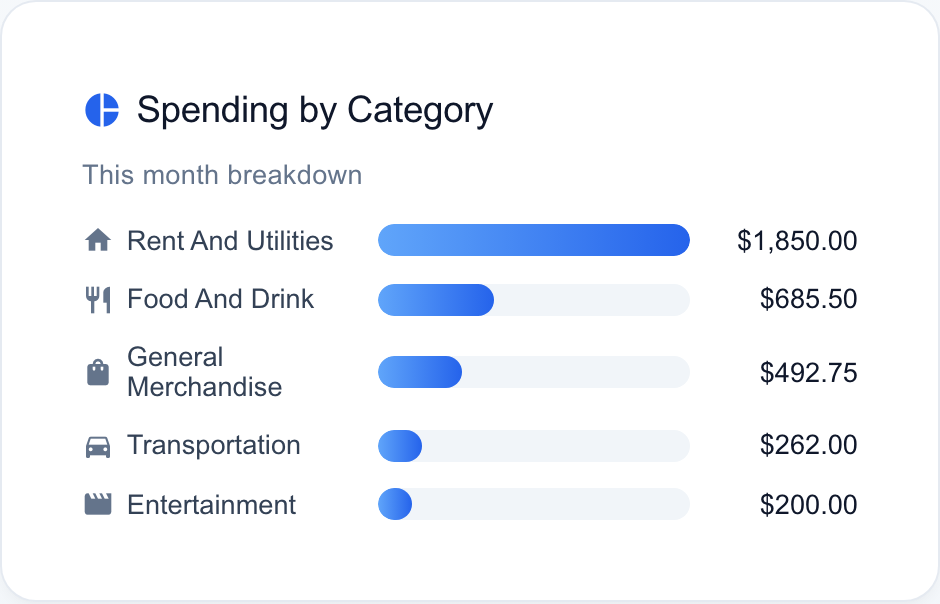 Spending by Category
This month breakdown
Rent And Utilities $1,850.00
Food And Drink $685.50
General
Merchandise $492.75
Transportation $262.00
Entertainment $200.00